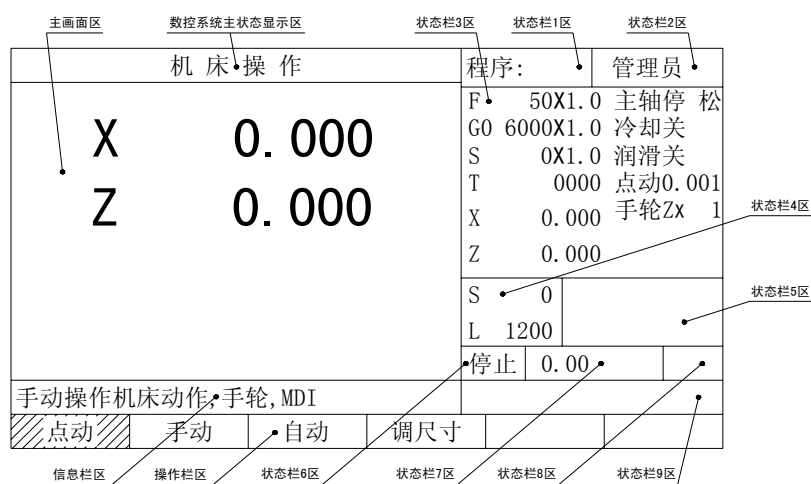 主画面区
数控系统主状态显示区
状态栏3区
状态栏1区
状态栏2区
机 床 操 作
程序:
管理员
F 50X1.0 主轴停 松
G0 6000X1.0 冷却关
S 0X1.0 润滑关
T 0000 点动0.001
X 0.000 手轮Zx 1
Z 0.000
X 0.000
Z 0.000
状态栏4区
S 0
L 1200
状态栏5区
停止
0.00
手动操作机床动作,手轮,MDI
点动
手动
自动
调尺寸
信息栏区
操作栏区
状态栏6区
状态栏7区
状态栏8区
状态栏9区